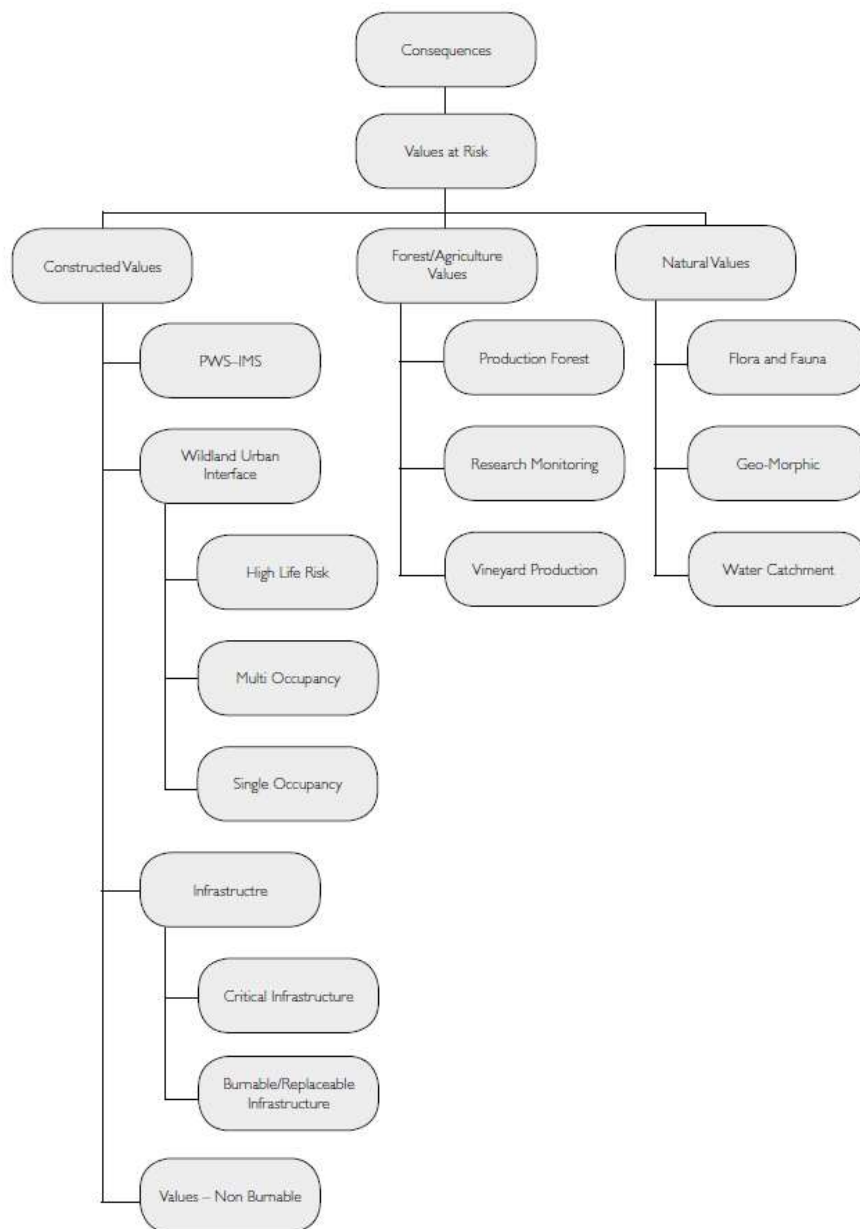 Consequences
Values at Risk
Constructed Values
Forest/Agriculture
Values
Natural Values
PWS–IMS
Production Forest
Flora and Fauna
Wildland Urban
Interface
Research Monitoring
Geo-Morphic
High Life Risk
Vineyard Production
Water Catchment
Multi Occupancy
Single Occupancy
Infrastructre
Critical Infrastructure
Burnable/Replaceable
Infrastructure
Values – Non Burnable